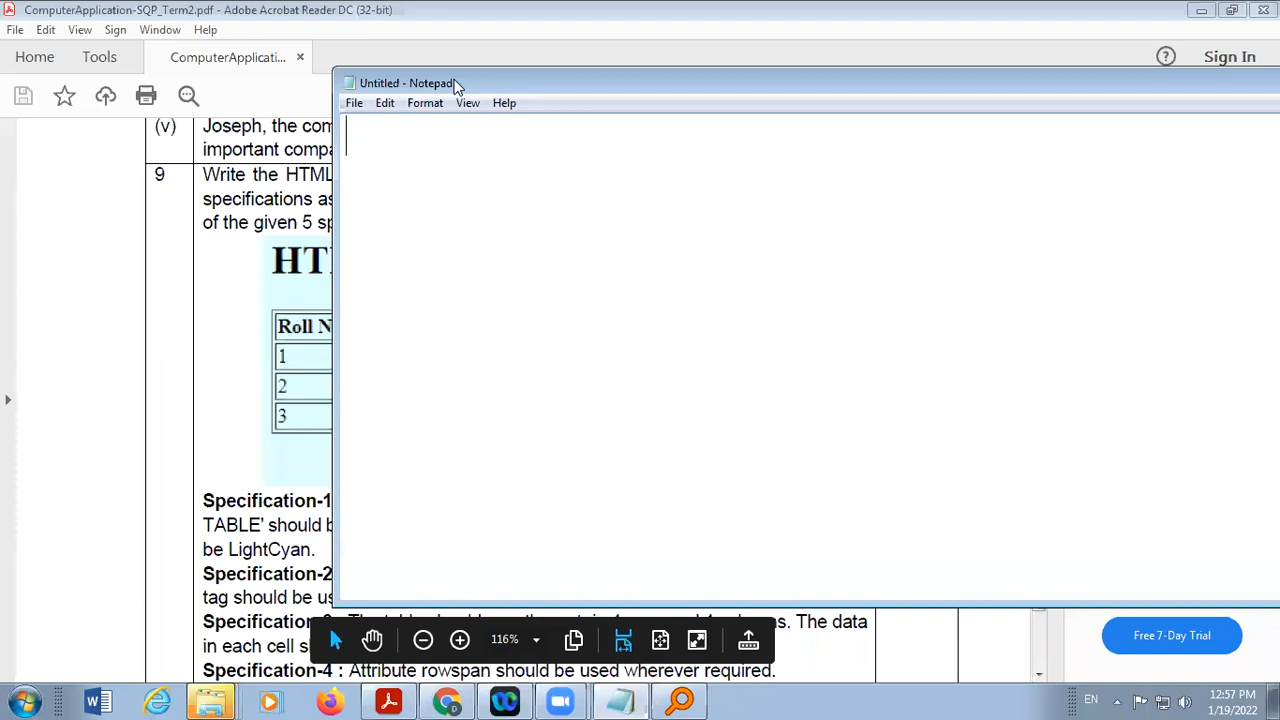 ComputerApplication-SQP_Term2.pdf - Adobe Acrobat Reader DC (32-bit)
File Edit View Sign Window Help
Home Tools ComputerApplicati... × Sign In
Untitled - Notepad
File Edit Format View Help
(v) Joseph, the com
important compa
9 Write the HTML
specifications as
of the given 5 sp
HT
Roll N
1
2
3
Specification-1
TABLE' should b
be LightCyan.
Specification-2
tag should be us
ns. The data
in each cell s
116%
Free 7-Day Trial
Specification-4 : Attribute rowspan should be used wherever required.
EN 12:57 PM
1/19/2022